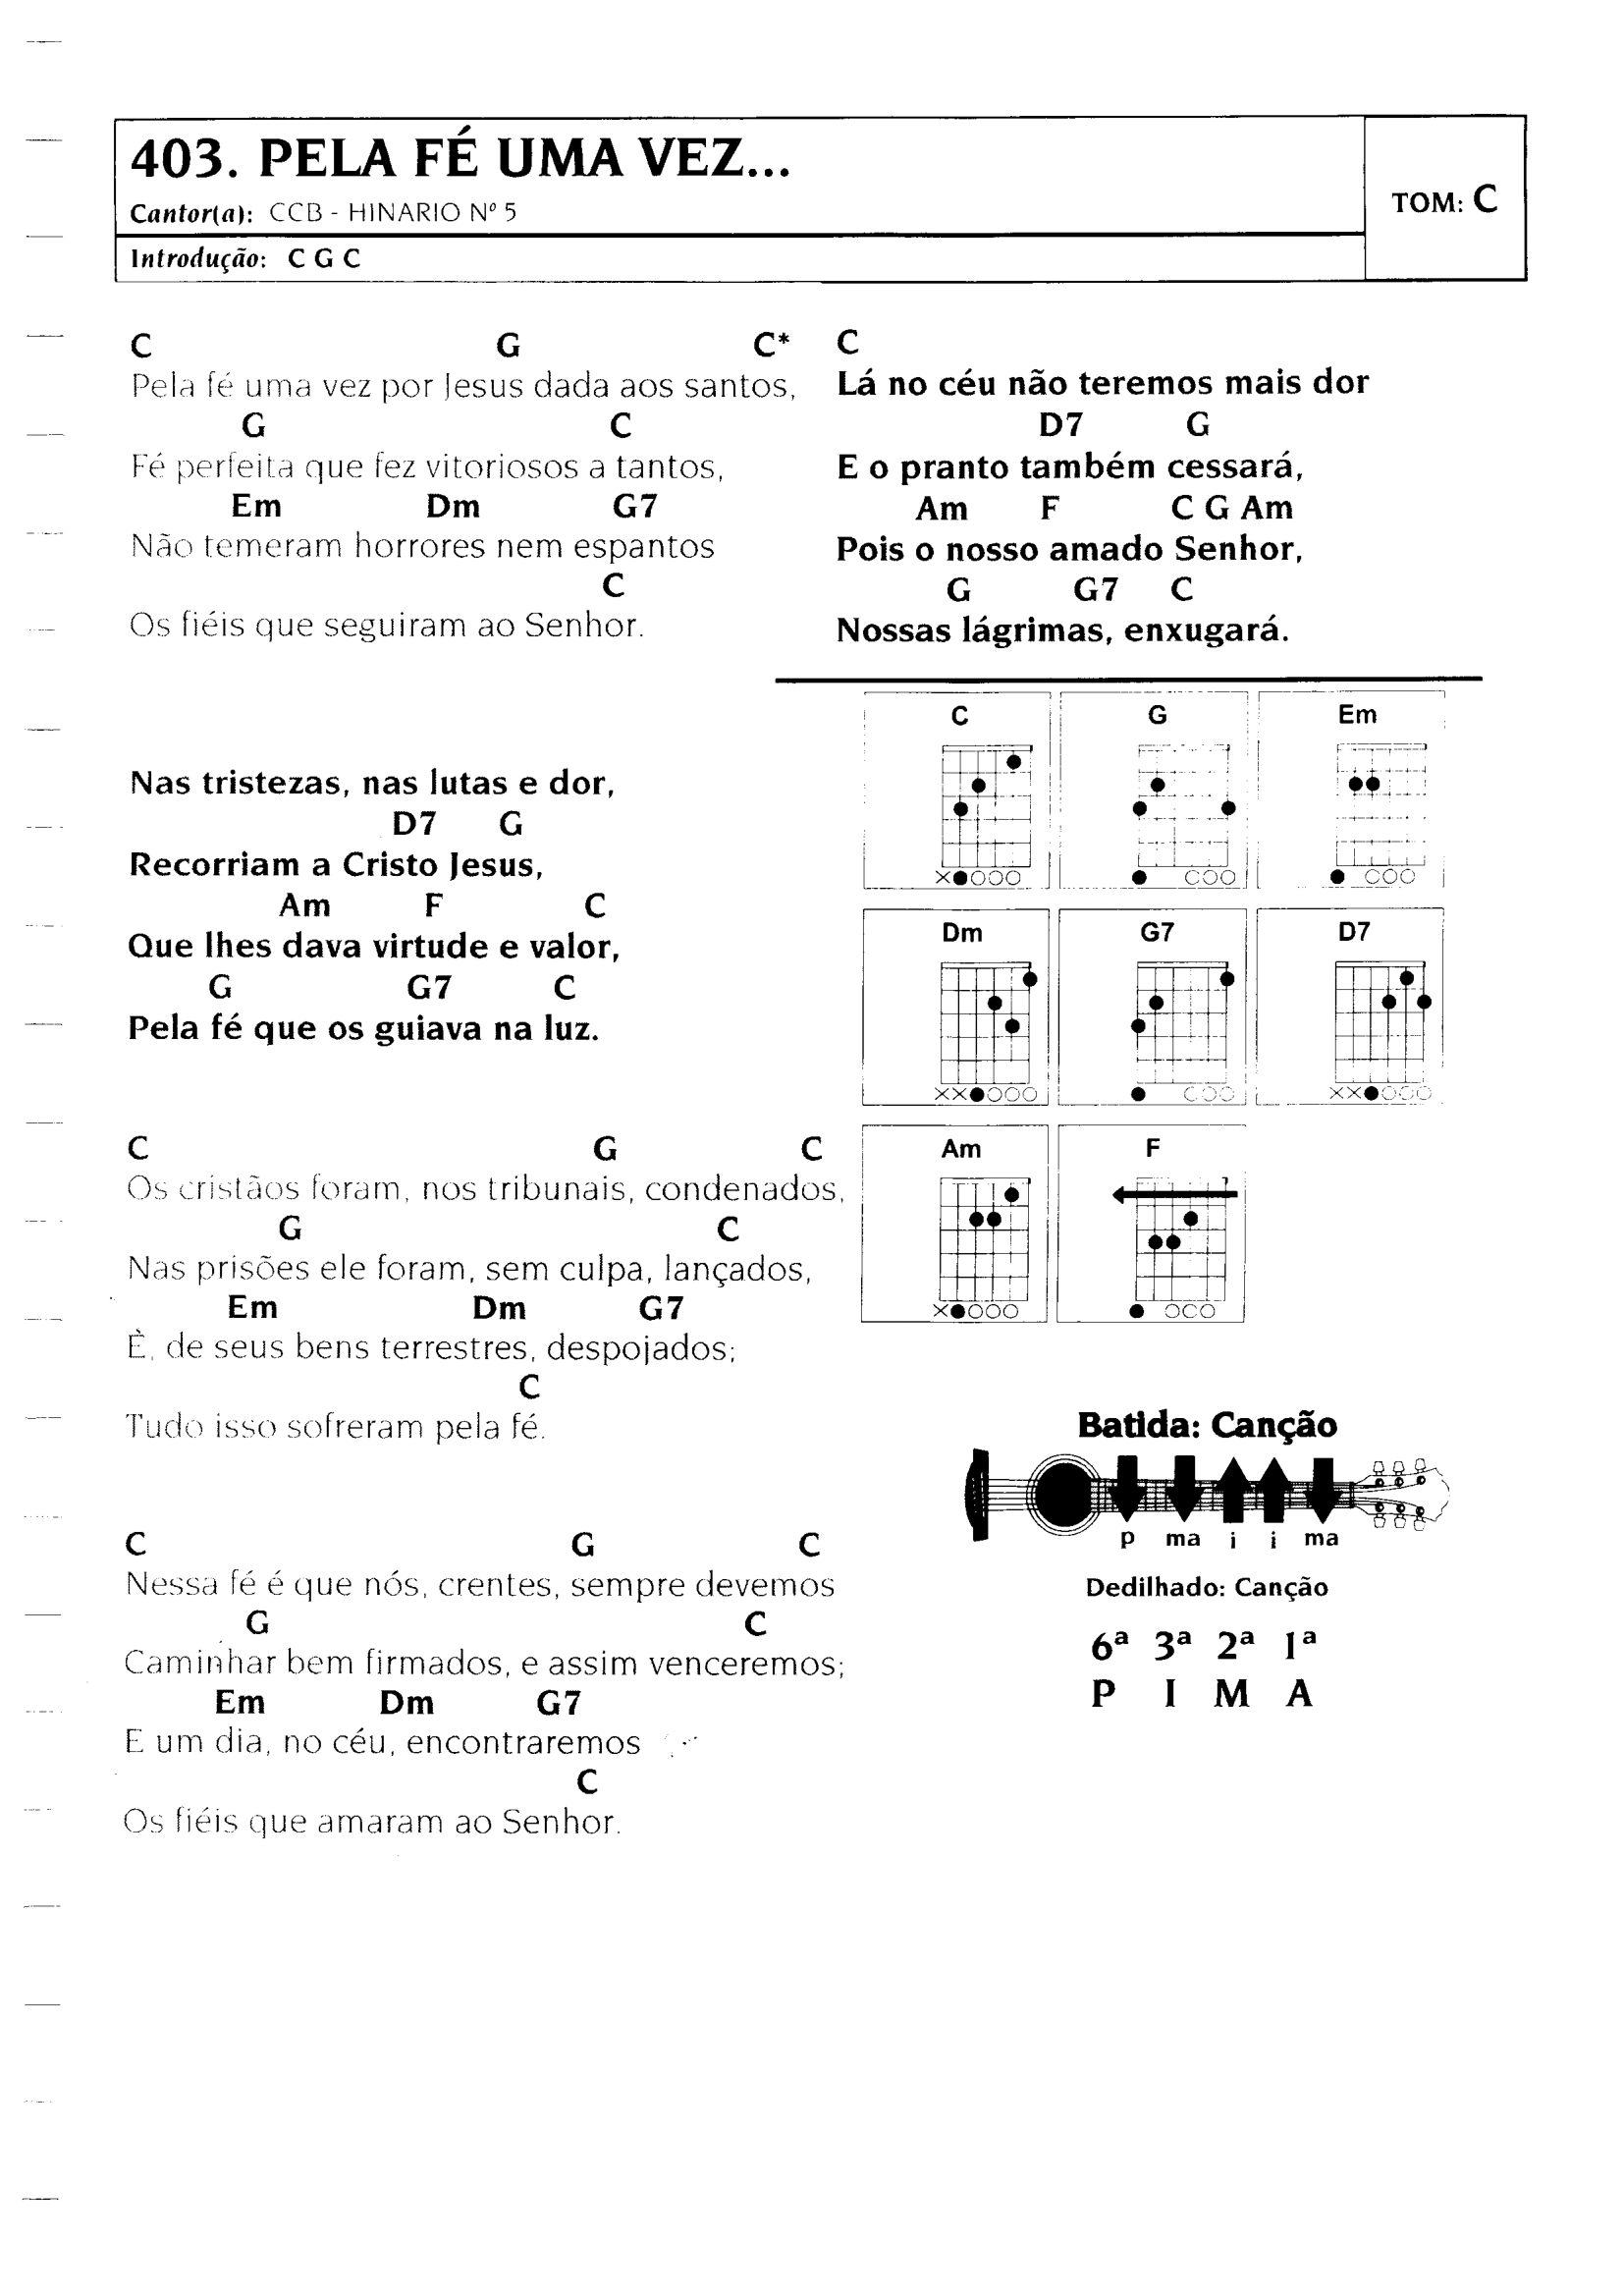 403. PELA FÉ UMA VEZ...
Cantor(a): CCB - HINARIO Nº 5
TOM: C
Introdução: C G C
C G C*
Pela fé uma vez por Jesus dada aos santos,
G C
Fé perfeita que fez vitoriosos a tantos,
Em Dm G7
Não temeram horrores nem espantos
C
Os fiéis que seguiram ao Senhor.
Nas tristezas, nas lutas e dor,
D7 G
Recorriam a Cristo Jesus,
Am F C
Que lhes dava virtude e valor,
G G7 C
Pela fé que os guiava na luz.
C G C
Os cristãos foram, nos tribunais, condenados,
G C
Nas prisões ele foram, sem culpa, lançados,
Em Dm G7
È, de seus bens terrestres, despojados;
C
Tudo isso sofreram pela fé.
C G C
Nessa fé é que nós, crentes, sempre devemos
G C
Caminhar bem firmados, e assim venceremos;
Em Dm G7
E um dia, no céu, encontraremos
C
Os fiéis que amaram ao Senhor.
C
Lá no céu não teremos mais dor
D7 G
E o pranto também cessará,
Am F C G Am
Pois o nosso amado Senhor,
G G7 C
Nossas lágrimas, enxugará.
C G Em
Dm G7 D7
Am F
Batida: Canção
p ma i i ma
Dedilhado: Canção
6ª 3ª 2ª 1ª
P I M A